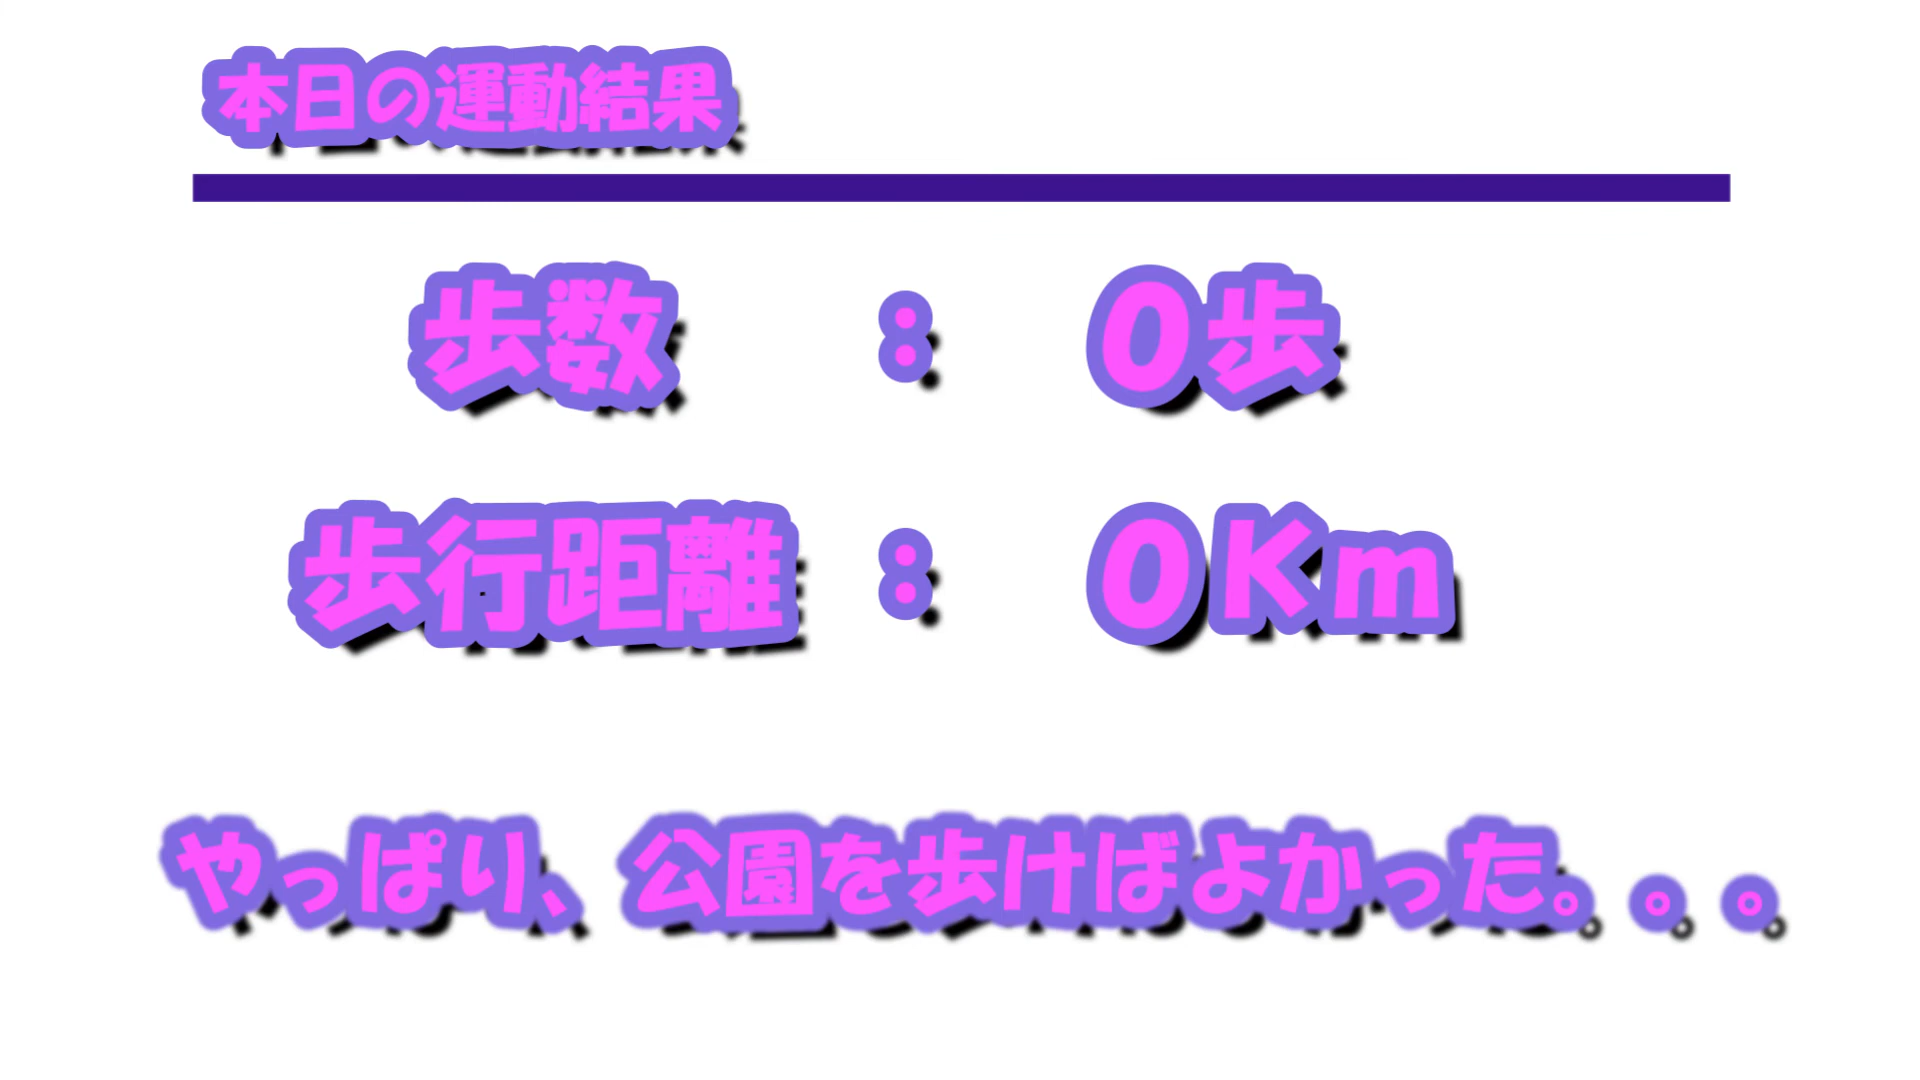 本日の運動結果
歩数 : 0歩
歩行距離 : 0Km
やっぱり、公園を歩けばよかった。。。